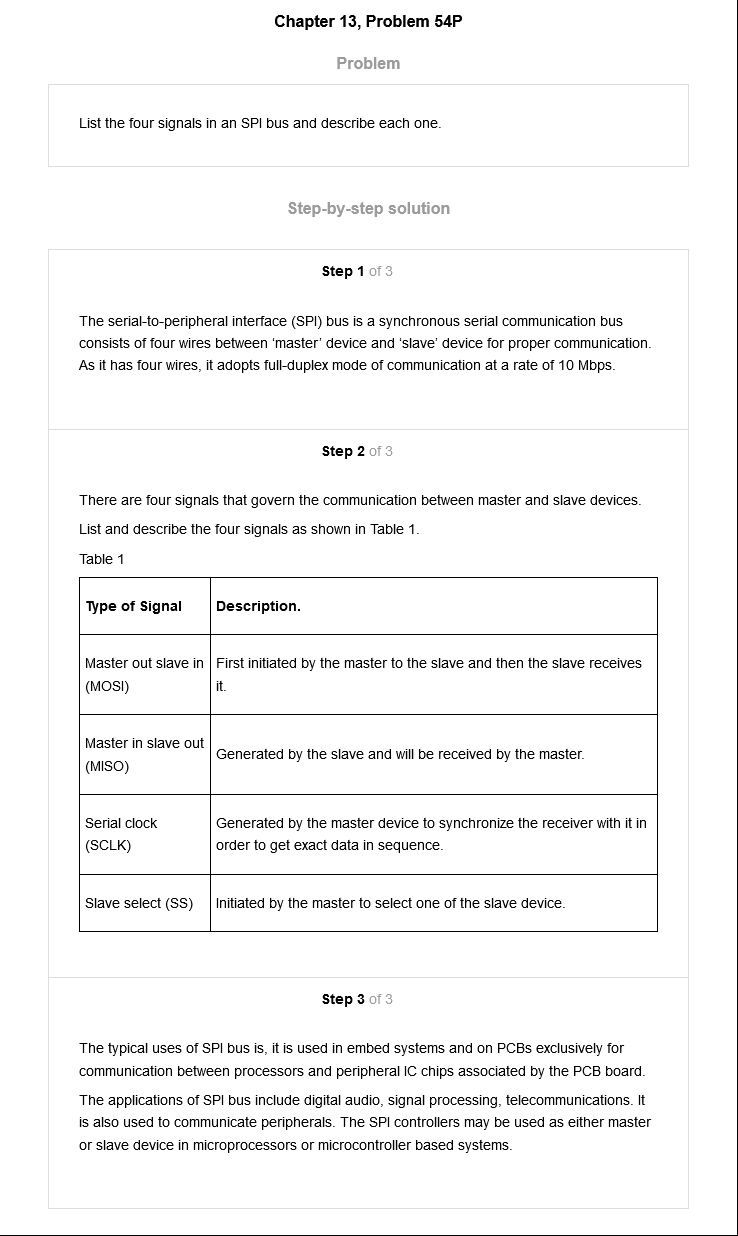 Chapter 13, Problem 54P
Problem
List the four signals in an SPI bus and describe each one.
Step-by-step solution
Step 1 of 3
The serial-to-peripheral interface (SPI) bus is a synchronous serial communication bus
consists of four wires between ‘master’ device and ‘slave’ device for proper communication.
As it has four wires, it adopts full-duplex mode of communication at a rate of 10 Mbps.
Step 2 of 3
There are four signals that govern the communication between master and slave devices.
List and describe the four signals as shown in Table 1.
Table 1
Type of Signal
Description.
Master out slave in
(MOSI)
First initiated by the master to the slave and then the slave receives
it.
Master in slave out
(MISO)
Generated by the slave and will be received by the master.
Serial clock
(SCLK)
Generated by the master device to synchronize the receiver with it in
order to get exact data in sequence.
Slave select (SS)
Initiated by the master to select one of the slave device.
Step 3 of 3
The typical uses of SPI bus is, it is used in embed systems and on PCBs exclusively for
communication between processors and peripheral IC chips associated by the PCB board.
The applications of SPI bus include digital audio, signal processing, telecommunications. It
is also used to communicate peripherals. The SPI controllers may be used as either master
or slave device in microprocessors or microcontroller based systems.